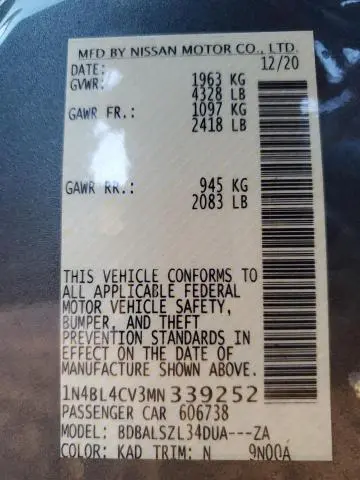 MFD BY NISSAN MOTOR CO., LTD.
DATE: 12/20
GVWR: 1963 KG
4328 LB
GAWR FR.: 1097 KG
2418 LB
GAWR RR.: 945 KG
2083 LB
THIS VEHICLE CONFORMS TO
ALL APPLICABLE FEDERAL
MOTOR VEHICLE SAFETY,
BUMPER, AND THEFT
PREVENTION STANDARDS IN
EFFECT ON THE DATE OF
MANUFACTURE SHOWN ABOVE.
1N4BL4CV3MN 339252
PASSENGER CAR 606738
MODEL: BDBALSZL34DUA---ZA
COLOR: KAD TRIM: N 9N00A